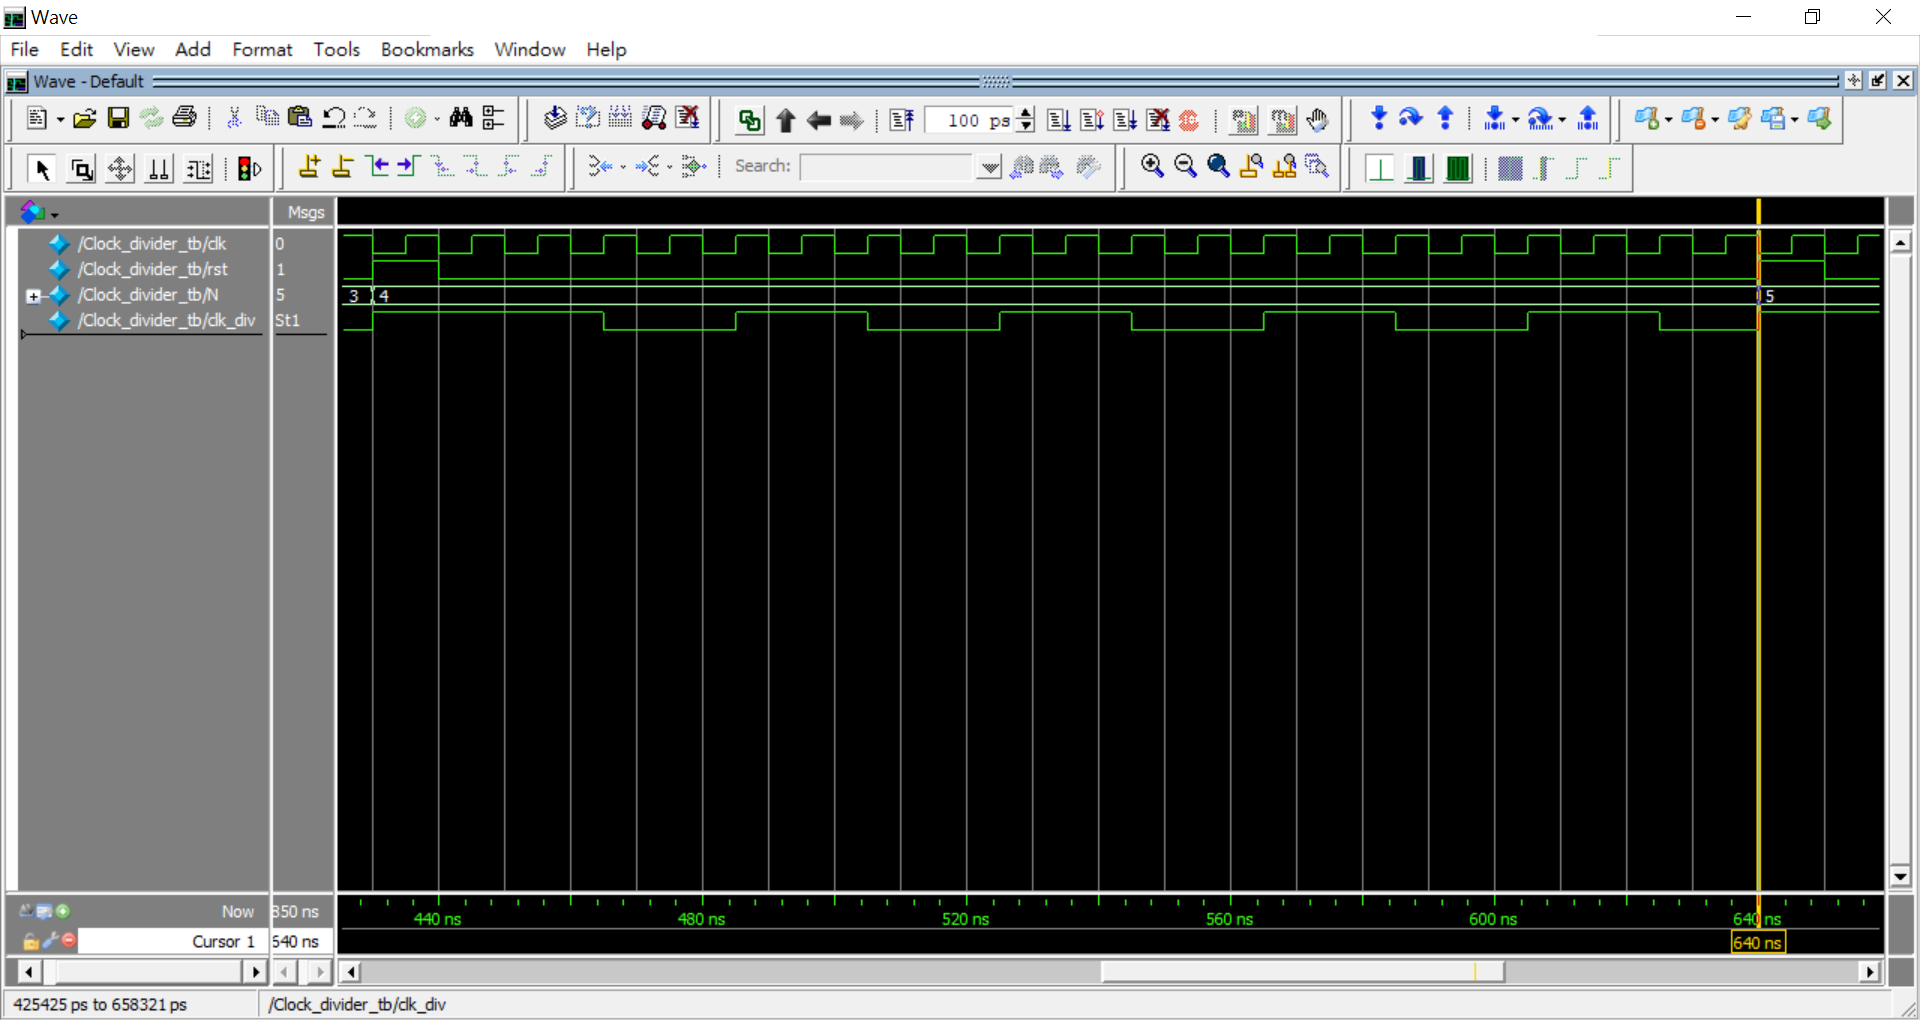 Wave
File Edit View Add Format Tools Bookmarks Window Help
Wave - Default
100 ps
Search:
Msgs
/Clock_divider_tb/clk 0
/Clock_divider_tb/rst 1
/Clock_divider_tb/N 5 3 4 5
/Clock_divider_tb/clk_div St1
Now 350 ns 440 ns 480 ns 520 ns 560 ns 600 ns 640 ns
Cursor 1 640 ns 640 ns
425425 ps to 658321 ps /Clock_divider_tb/clk_div